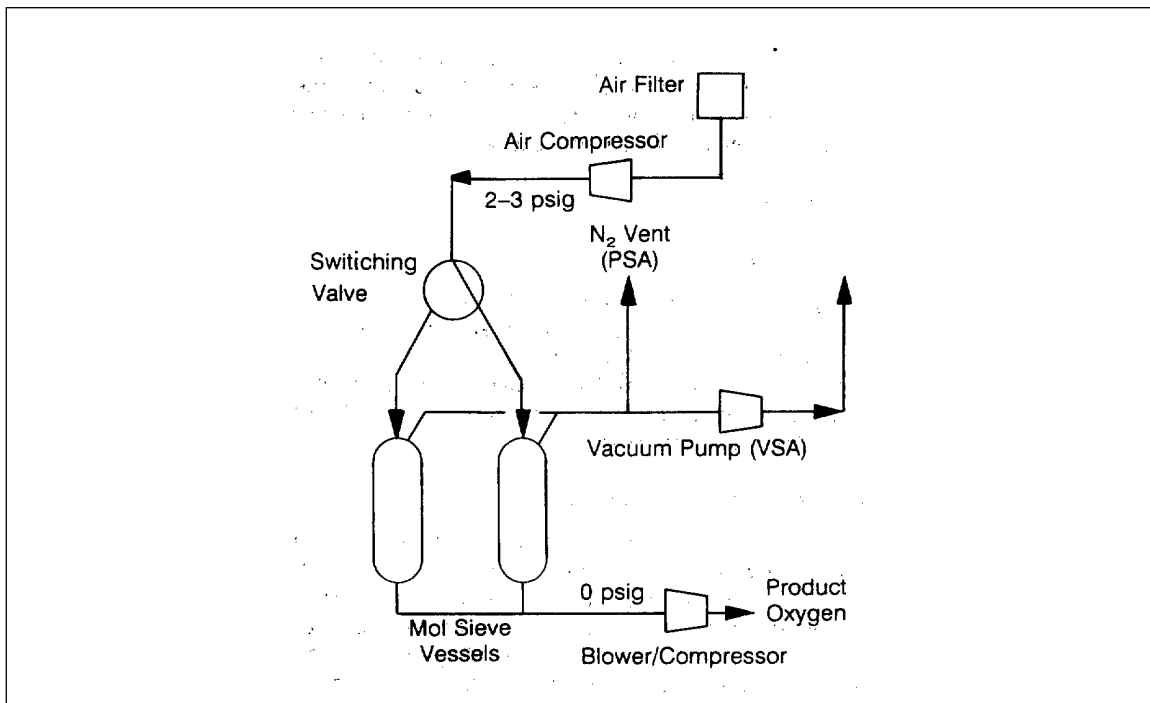 Air Filter
Air Compressor
2–3 psig
N₂ Vent
(PSA)
Switiching
Valve
Vacuum Pump (VSA)
0 psig
Product
Oxygen
Mol Sieve
Vessels
Blower/Compressor